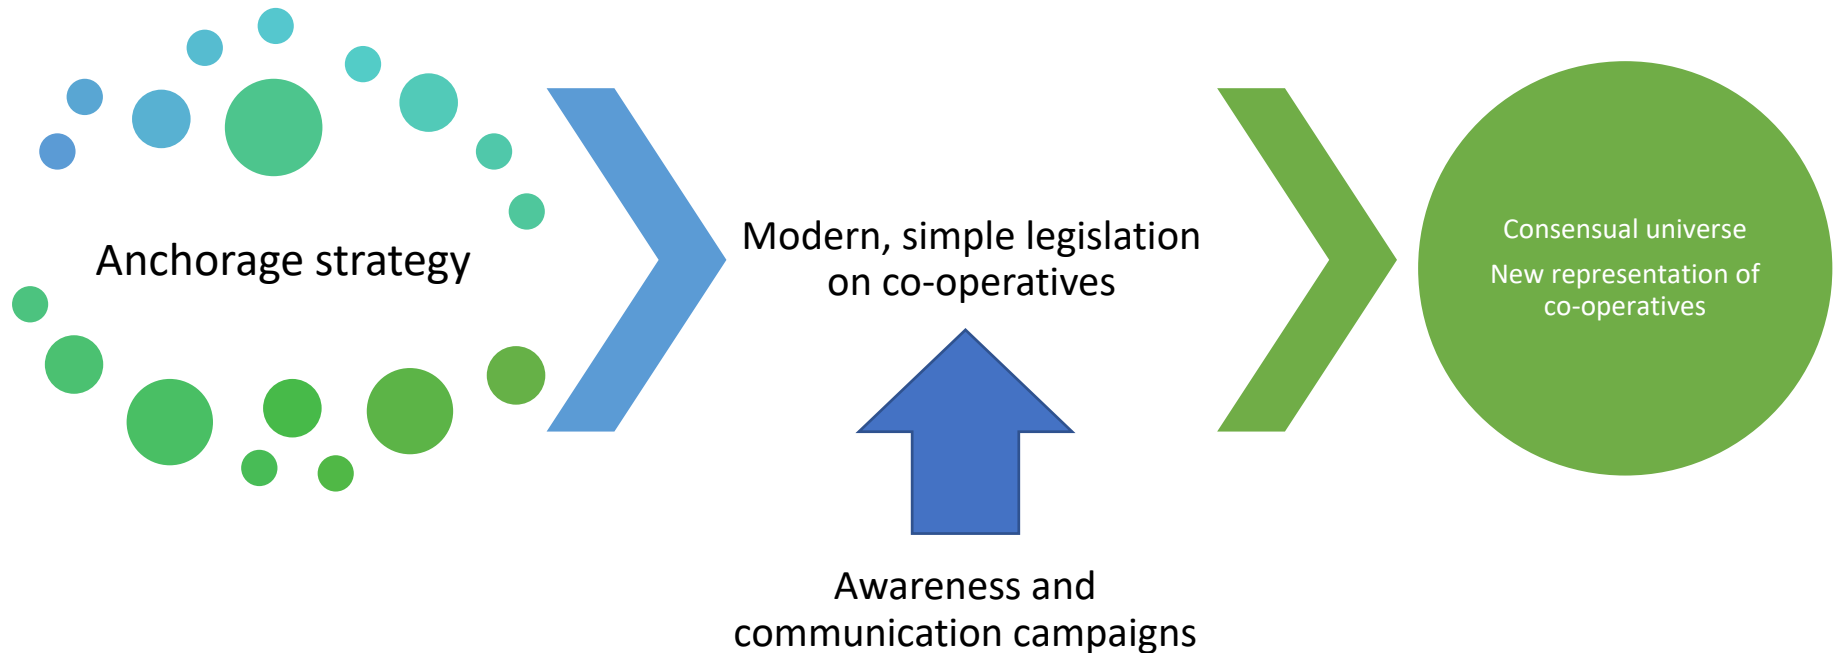 Anchorage strategy
Modern, simple legislation
on co-operatives
Awareness and
communication campaigns
Consensual universe
New representation of
co-operatives